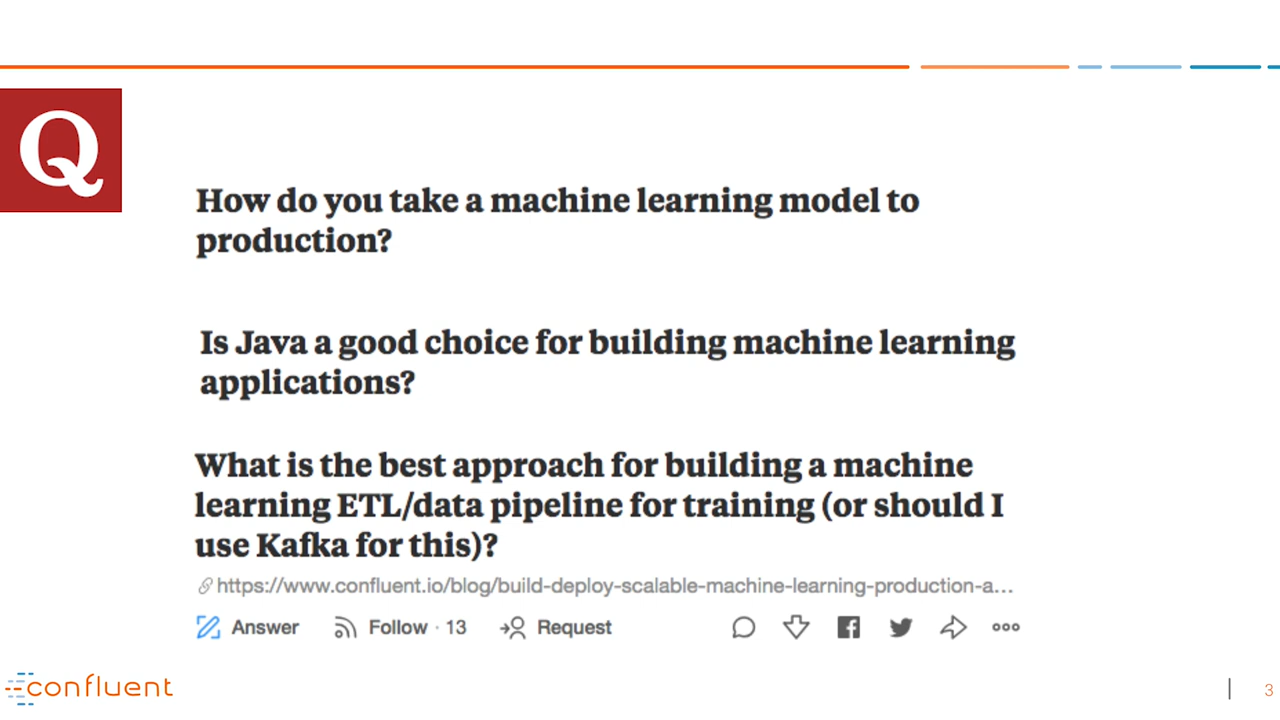 Q
How do you take a machine learning model to
production?
Is Java a good choice for building machine learning
applications?
What is the best approach for building a machine
learning ETL/data pipeline for training (or should I
use Kafka for this)?
https://www.confluent.io/blog/build-deploy-scalable-machine-learning-production-a...
Answer Follow · 13 Request
confluent
3